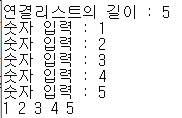 연결리스트의 길이 : 5
숫자 입력 : 1
숫자 입력 : 2
숫자 입력 : 3
숫자 입력 : 4
숫자 입력 : 5
1 2 3 4 5